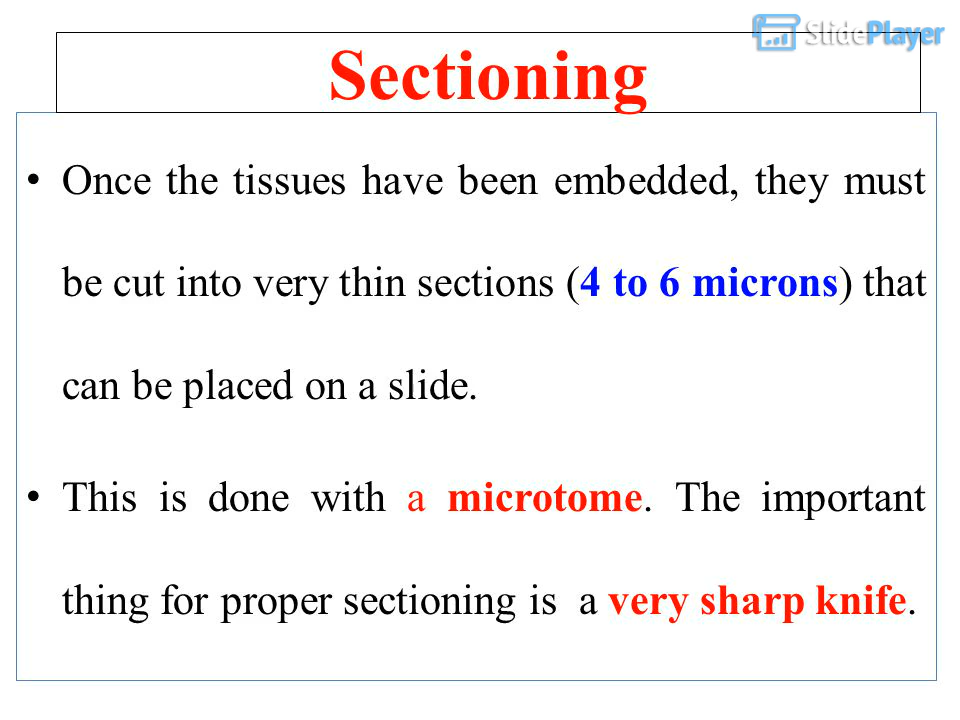 SlidePlayer
Sectioning
• Once the tissues have been embedded, they must
be cut into very thin sections (4 to 6 microns) that
can be placed on a slide.
• This is done with a microtome. The important
thing for proper sectioning is a very sharp knife.